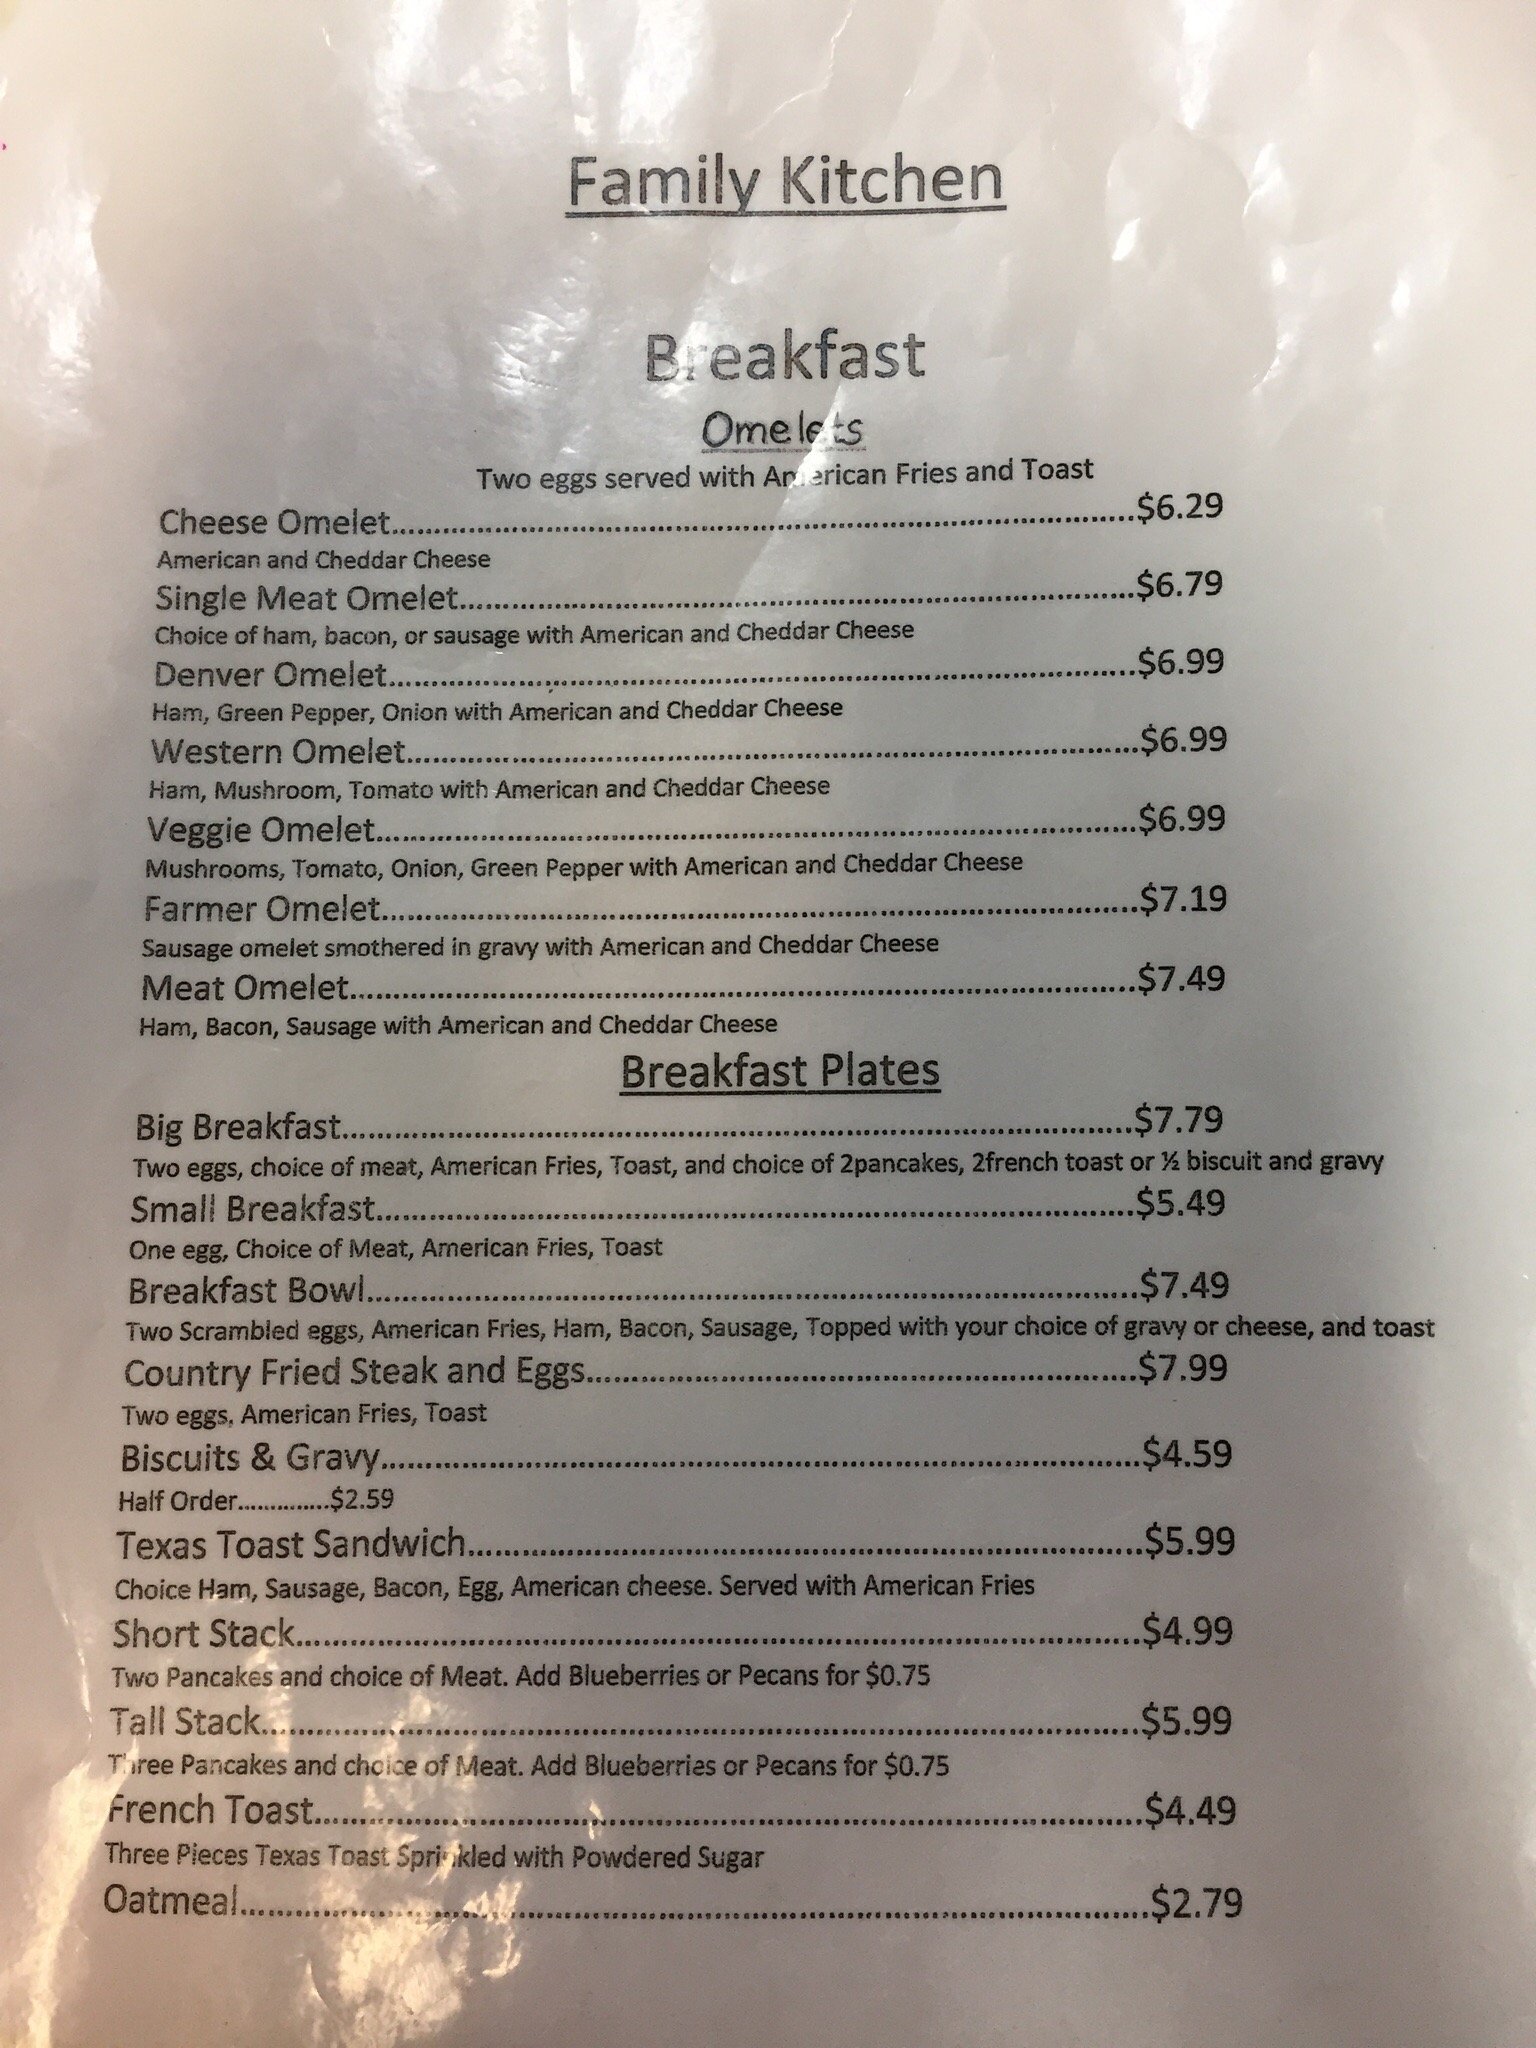 Family Kitchen
Breakfast
Omelets
Two eggs served with American Fries and Toast
Cheese Omelet..........$6.29
American and Cheddar Cheese
Single Meat Omelet..........$6.79
Choice of ham, bacon, or sausage with American and Cheddar Cheese
Denver Omelet..........$6.99
Ham, Green Pepper, Onion with American and Cheddar Cheese
Western Omelet..........$6.99
Ham, Mushroom, Tomato with American and Cheddar Cheese
Veggie Omelet..........$6.99
Mushrooms, Tomato, Onion, Green Pepper with American and Cheddar Cheese
Farmer Omelet..........$7.19
Sausage omelet smothered in gravy with American and Cheddar Cheese
Meat Omelet..........$7.49
Ham, Bacon, Sausage with American and Cheddar Cheese
Breakfast Plates
Big Breakfast..........$7.79
Two eggs, choice of meat, American Fries, Toast, and choice of 2pancakes, 2french toast or ½ biscuit and gravy
Small Breakfast..........$5.49
One egg, Choice of Meat, American Fries, Toast
Breakfast Bowl..........$7.49
Two Scrambled eggs, American Fries, Ham, Bacon, Sausage, Topped with your choice of gravy or cheese, and toast
Country Fried Steak and Eggs..........$7.99
Two eggs, American Fries, Toast
Biscuits & Gravy..........$4.59
Half Order..............$2.59
Texas Toast Sandwich..........$5.99
Choice Ham, Sausage, Bacon, Egg, American cheese. Served with American Fries
Short Stack..........$4.99
Two Pancakes and choice of Meat. Add Blueberries or Pecans for $0.75
Tall Stack..........$5.99
Three Pancakes and choice of Meat. Add Blueberries or Pecans for $0.75
French Toast..........$4.49
Three Pieces Texas Toast Sprinkled with Powdered Sugar
Oatmeal..........$2.79